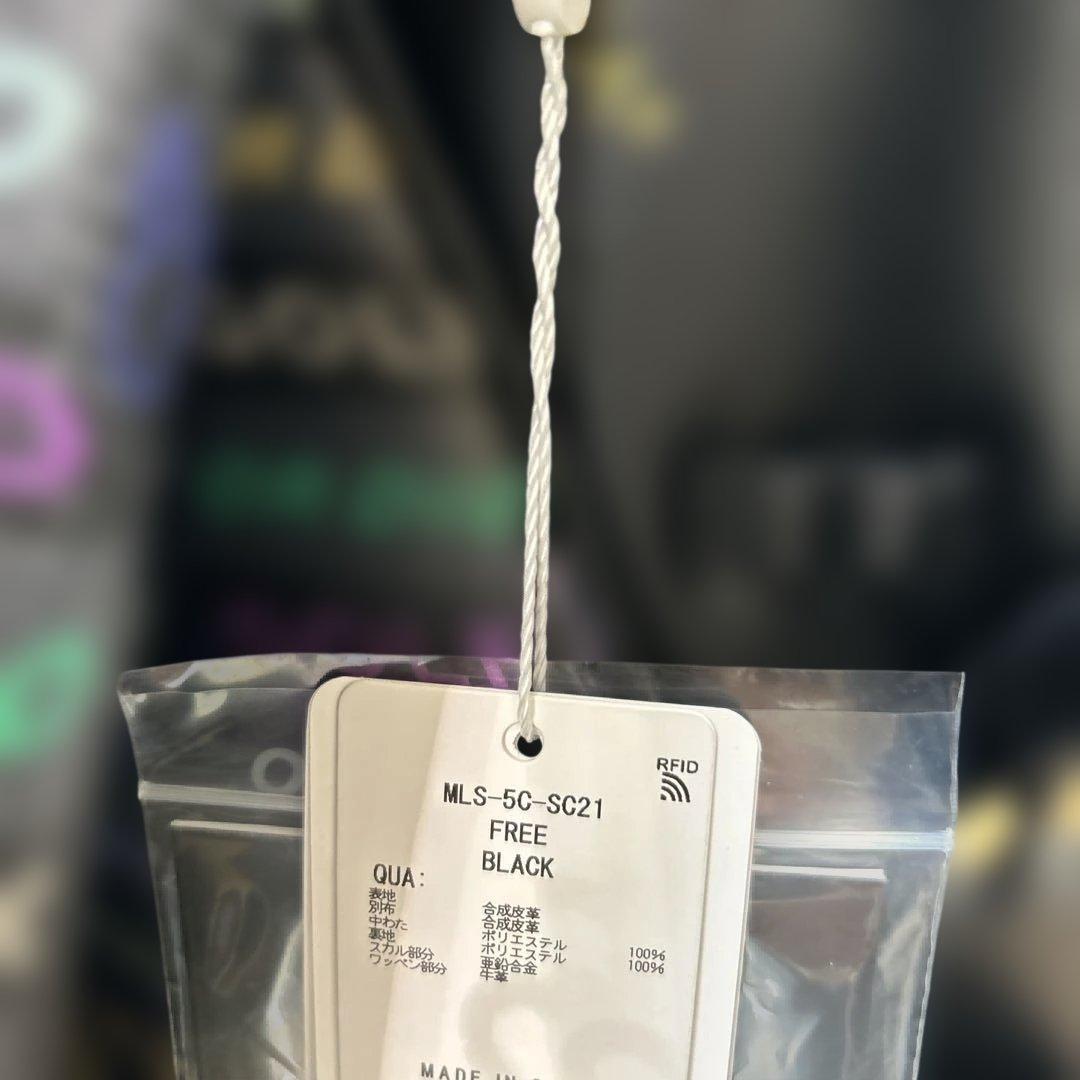 RFID
MLS-5C-SC21
FREE
BLACK
QUA:
表地 合成皮革
別布 合成皮革
中わた ポリエステル 100%
裏地 ポリエステル 100%
スカル部分 亜鉛合金
ワッペン部分 牛革
MADE IN